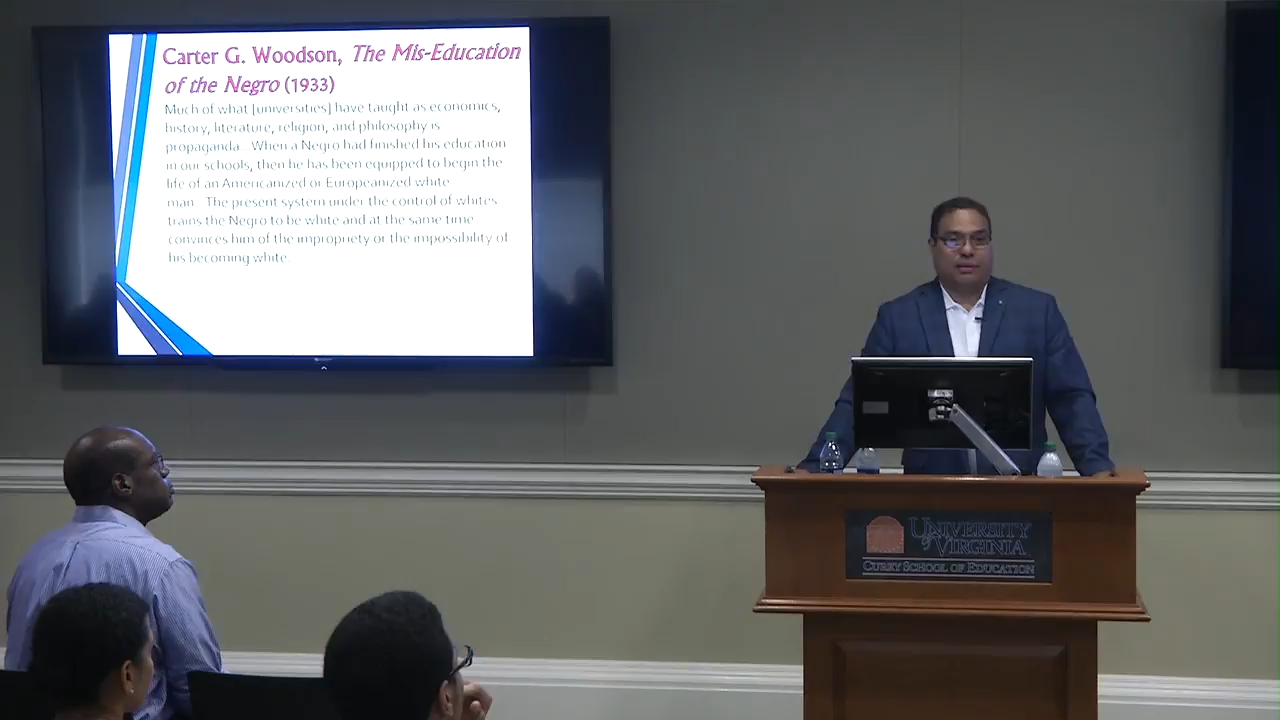 Carter G. Woodson, The Mis-Education
of the Negro (1933)
Much of what [universities] have taught as economics,
history, literature, religion, and philosophy is
propaganda...When a Negro had finished his education
in our schools, then he has been equipped to begin the
life of an Americanized or Europeanized white
man...The present system under the control of whites
trains the Negro to be white and at the same time
convinces him of the impropriety or the impossibility of
his becoming white.
UNIVERSITY
of VIRGINIA
CURRY SCHOOL OF EDUCATION